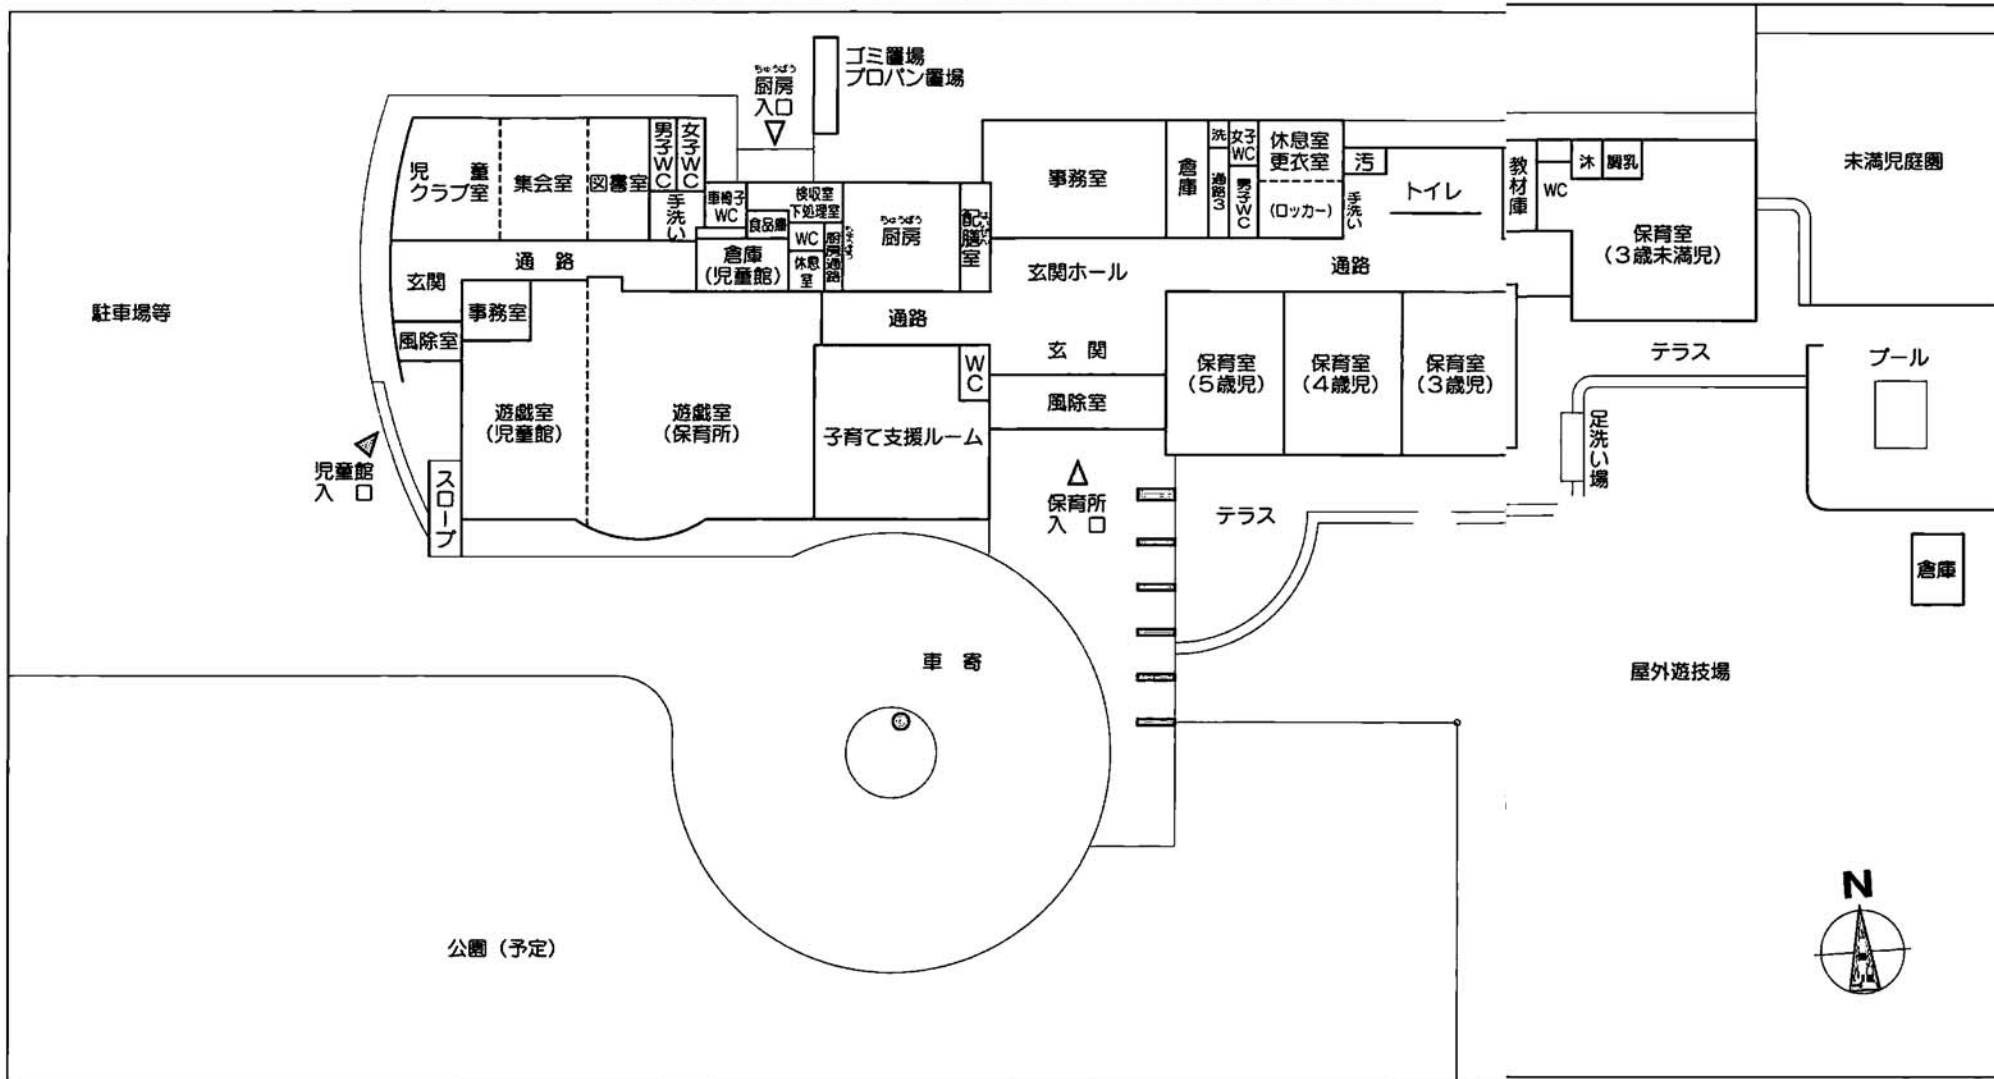 ゴミ置場
プロパン置場
ちゅうぼう
厨房
入口
児童
クラブ室
集会室
図書室
男子WC
女子WC
手洗い
車椅子
WC
食品庫
検収室
下処理室
WC
休息
室
厨房通路
ちゅうぼう
ちゅうぼう
厨房
配膳室
はいぜん
倉庫
(児童館)
通路
玄関
事務室
風除室
駐車場等
遊戯室
(児童館)
遊戯室
(保育所)
子育て支援ルーム
WC
通路
児童館
入口
スロープ
事務室
倉庫
洗
通路3
女子
WC
男子WC
休息室
更衣室
(ロッカー)
汚
手洗い
トイレ
教材庫
WC
沐
調乳
保育室
(3歳未満児)
未満児庭園
玄関ホール
通路
玄関
風除室
保育所
入口
保育室
(5歳児)
保育室
(4歳児)
保育室
(3歳児)
テラス
テラス
プール
足洗い場
倉庫
屋外遊技場
車寄
公園(予定)
N